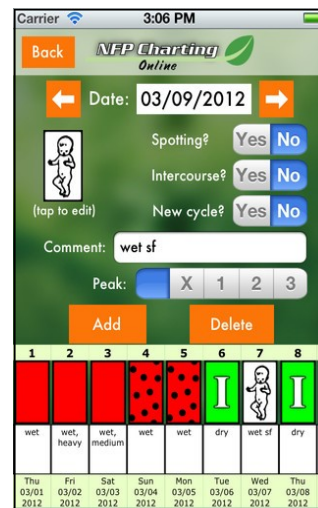 Carrier 3:06 PM
Back NFP Charting
Online
Date: 03/09/2012
Spotting? Yes No
Intercourse? Yes No
(tap to edit) New cycle? Yes No
Comment: wet sf
Peak: X 1 2 3
Add Delete
1 2 3 4 5 6 7 8
I I
wet wet, heavy wet, medium wet wet dry wet sf dry
Thu Fri Sat Sun Mon Tue Wed Thu
03/01 03/02 03/03 03/04 03/05 03/06 03/07 03/08
2012 2012 2012 2012 2012 2012 2012 2012